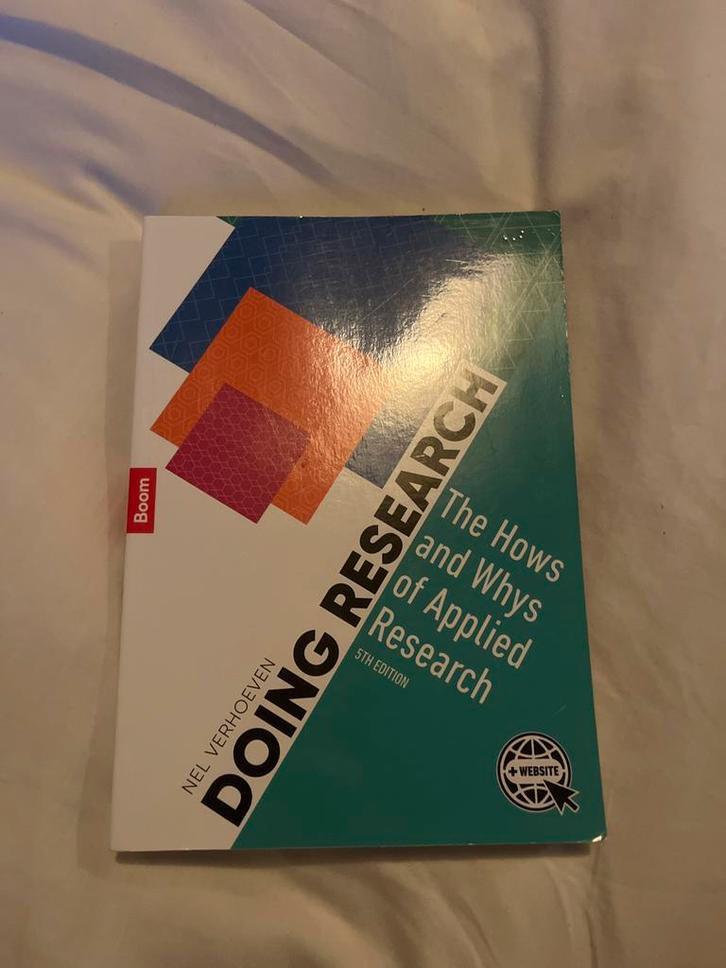 Boom
NEL VERHOEVEN
DOING RESEARCH
The Hows
and Whys
of Applied
Research
5TH EDITION
+ WEBSITE